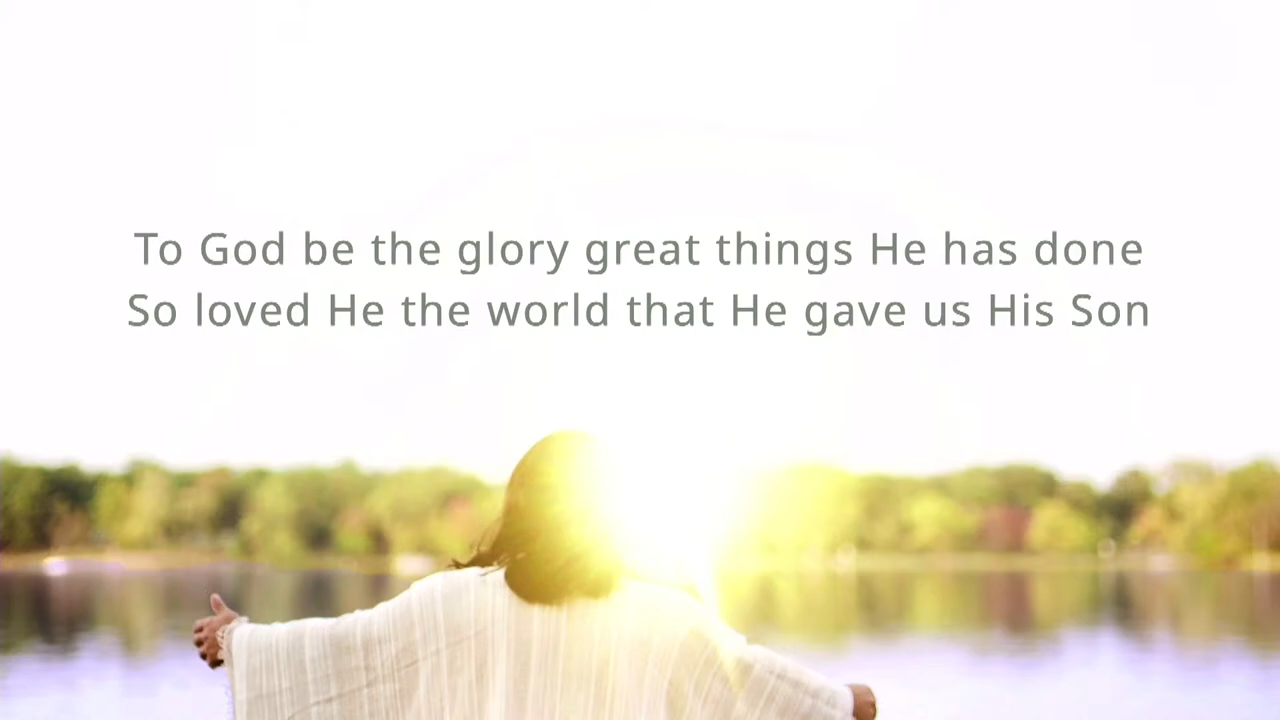 To God be the glory great things He has done
So loved He the world that He gave us His Son